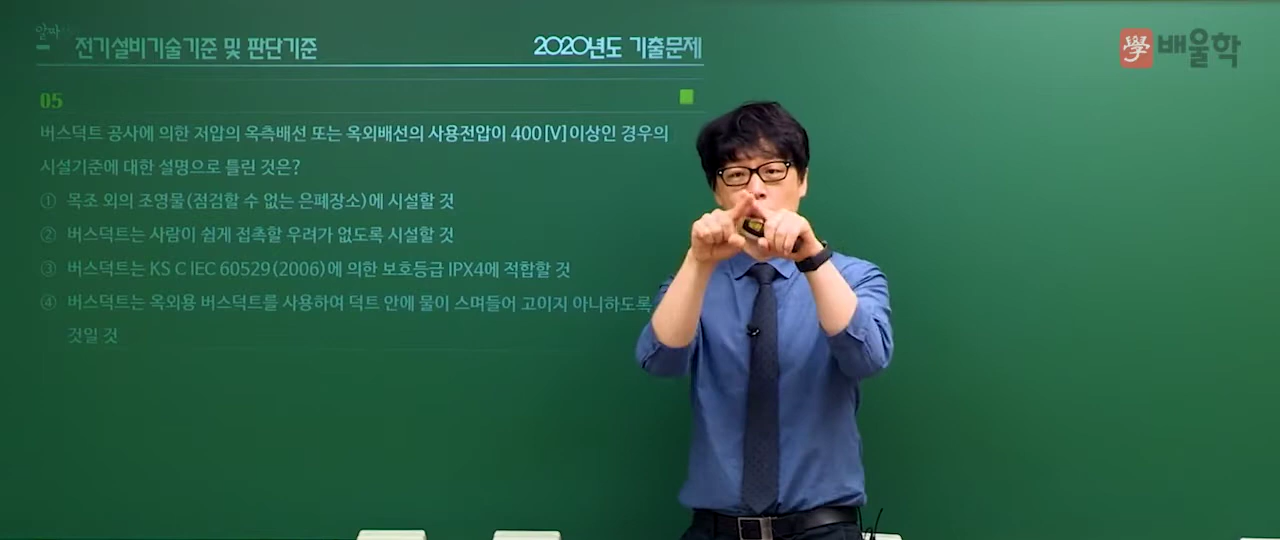 알파
전기설비기술기준 및 판단기준
2020년도 기출문제
學 배울학
05
버스덕트 공사에 의한 저압의 옥측배선 또는 옥외배선의 사용전압이 400[V]이상인 경우의
시설기준에 대한 설명으로 틀린 것은?
① 목조 외의 조영물(점검할 수 없는 은폐장소)에 시설할 것
② 버스덕트는 사람이 쉽게 접촉할 우려가 없도록 시설할 것
③ 버스덕트는 KS C IEC 60529(2006)에 의한 보호등급 IPX4에 적합할 것
④ 버스덕트는 옥외용 버스덕트를 사용하여 덕트 안에 물이 스며들어 고이지 아니하도록
것일 것